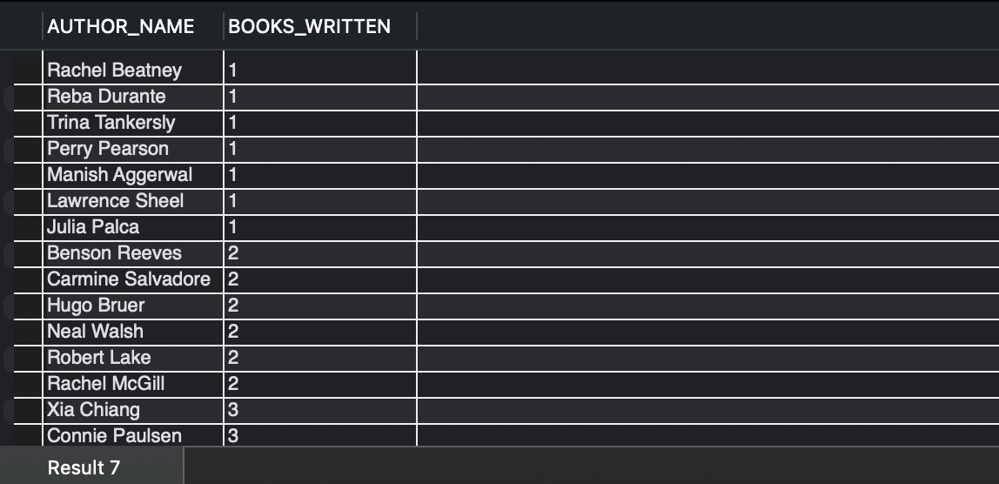 AUTHOR_NAME BOOKS_WRITTEN
Rachel Beatney 1
Reba Durante 1
Trina Tankersly 1
Perry Pearson 1
Manish Aggerwal 1
Lawrence Sheel 1
Julia Palca 1
Benson Reeves 2
Carmine Salvadore 2
Hugo Bruer 2
Neal Walsh 2
Robert Lake 2
Rachel McGill 2
Xia Chiang 3
Connie Paulsen 3
Result 7